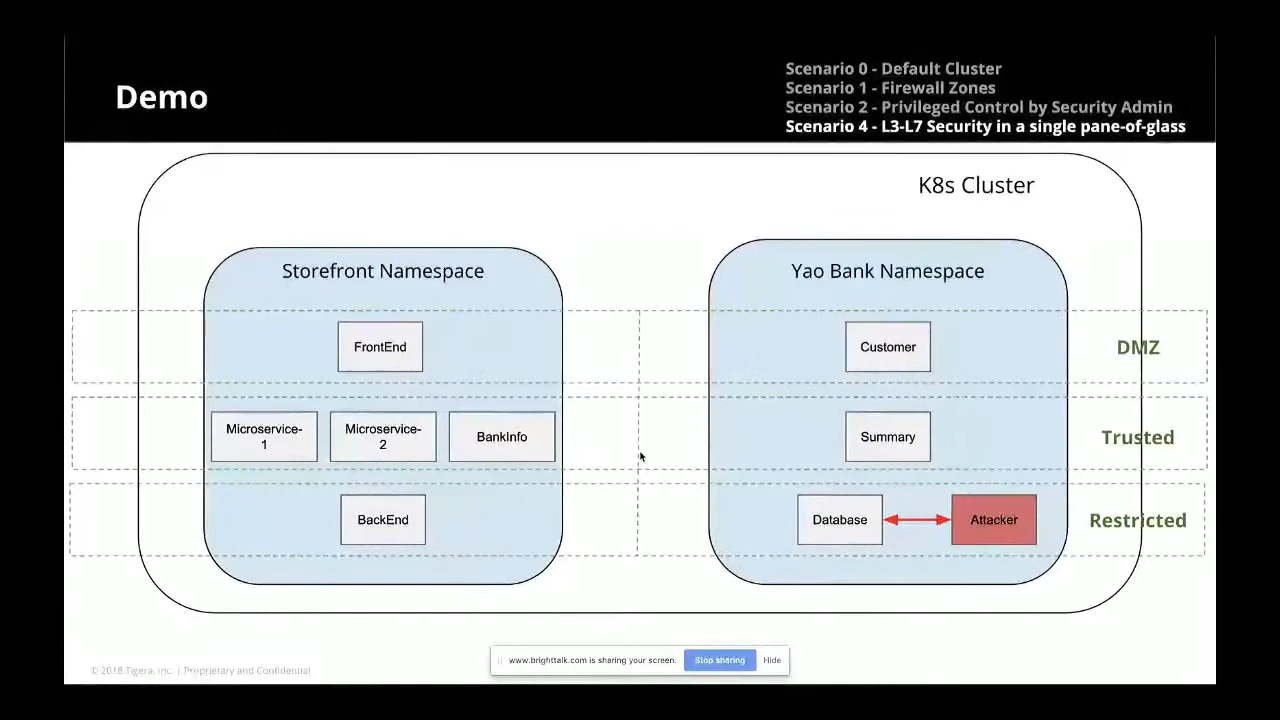 Demo
Scenario 0 - Default Cluster
Scenario 1 - Firewall Zones
Scenario 2 - Privileged Control by Security Admin
Scenario 4 - L3-L7 Security in a single pane-of-glass
K8s Cluster
Storefront Namespace
Yao Bank Namespace
FrontEnd
Customer
DMZ
Microservice-
1
Microservice-
2
BankInfo
Summary
Trusted
BackEnd
Database
Attacker
Restricted
www.brighttalk.com is sharing your screen.
Stop sharing
Hide
© 2018 Tigera, Inc. | Proprietary and Confidential